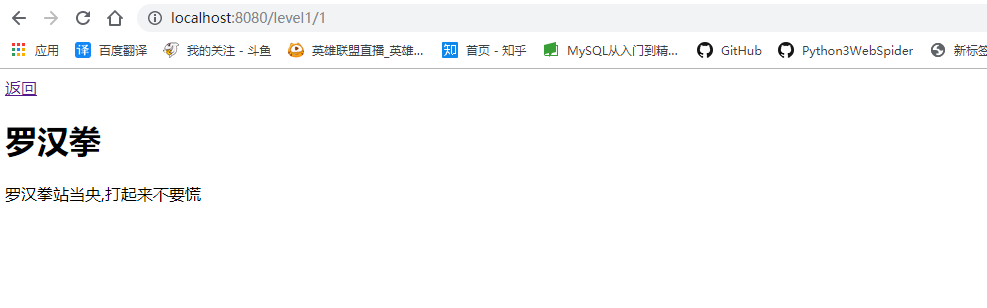 localhost:8080/level1/1
应用 译 百度翻译 我的关注 - 斗鱼 英雄联盟直播_英雄... 知 首页 - 知乎 MySQL从入门到精... GitHub Python3WebSpider 新标签
返回
罗汉拳
罗汉拳站当央,打起来不要慌